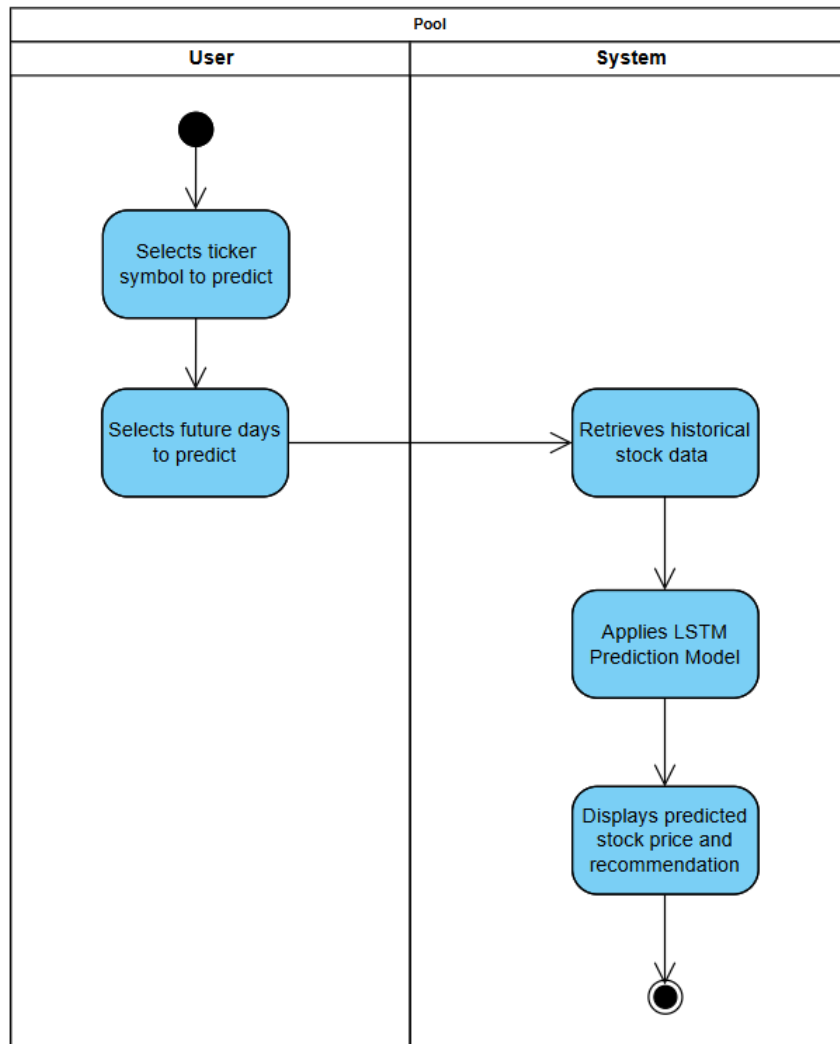 Pool
User
System
Selects ticker
symbol to predict
Selects future days
to predict
Retrieves historical
stock data
Applies LSTM
Prediction Model
Displays predicted
stock price and
recommendation